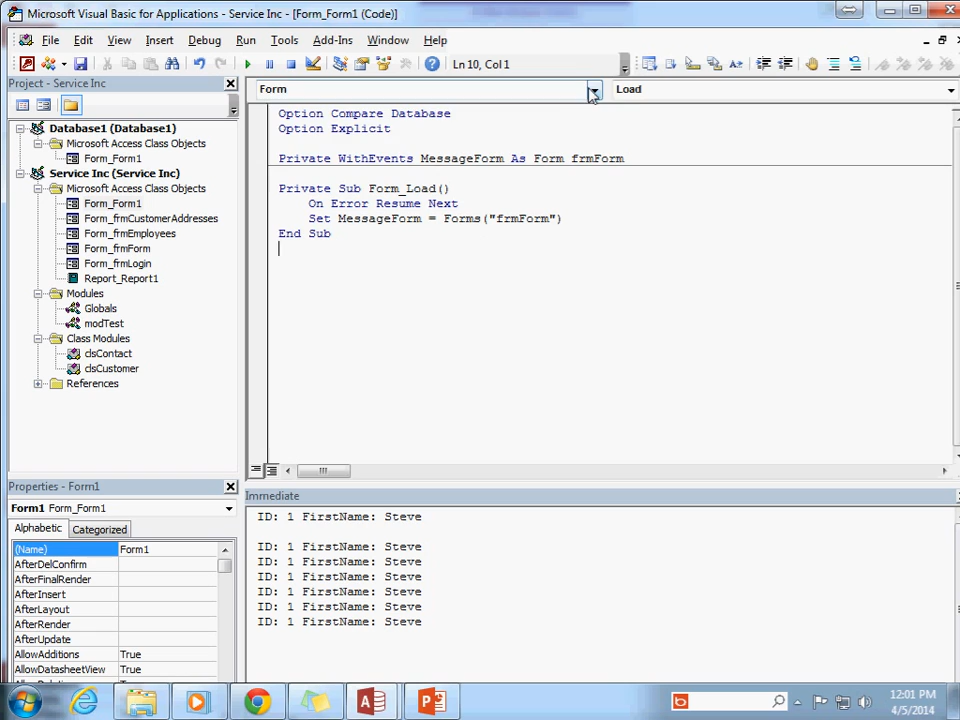 Microsoft Visual Basic for Applications - Service Inc - [Form_Form1 (Code)]
File Edit View Insert Debug Run Tools Add-Ins Window Help
Ln 10, Col 1
Project - Service Inc
Form Load
Database1 (Database1)
Microsoft Access Class Objects
Form_Form1
Service Inc (Service Inc)
Microsoft Access Class Objects
Form_Form1
Form_frmCustomerAddresses
Form_frmEmployees
Form_frmForm
Form_frmLogin
Report_Report1
Modules
Globals
modTest
Class Modules
clsContact
clsCustomer
References
Option Compare Database
Option Explicit
Private WithEvents MessageForm As Form frmForm
Private Sub Form_Load()
On Error Resume Next
Set MessageForm = Forms("frmForm")
End Sub
Properties - Form1
Form1 Form_Form1
Alphabetic Categorized
(Name) Form1
AfterDelConfirm
AfterFinalRender
AfterInsert
AfterLayout
AfterRender
AfterUpdate
AllowAdditions True
AllowDatasheetView True
Immediate
ID: 1 FirstName: Steve
ID: 1 FirstName: Steve
ID: 1 FirstName: Steve
ID: 1 FirstName: Steve
ID: 1 FirstName: Steve
ID: 1 FirstName: Steve
ID: 1 FirstName: Steve
12:01 PM
4/5/2014